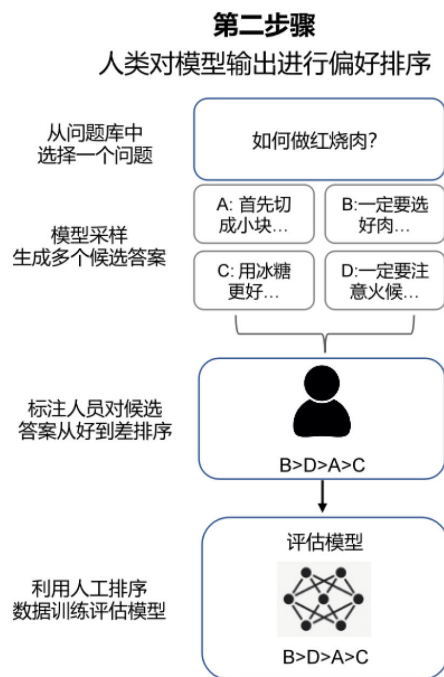 第二步骤
人类对模型输出进行偏好排序
从问题库中
选择一个问题
如何做红烧肉？
模型采样
生成多个候选答案
A: 首先切
成小块…
B:一定要选
好肉…
C: 用冰糖
更好…
D:一定要注
意火候…
标注人员对候选
答案从好到差排序
B>D>A>C
利用人工排序
数据训练评估模型
评估模型
B>D>A>C